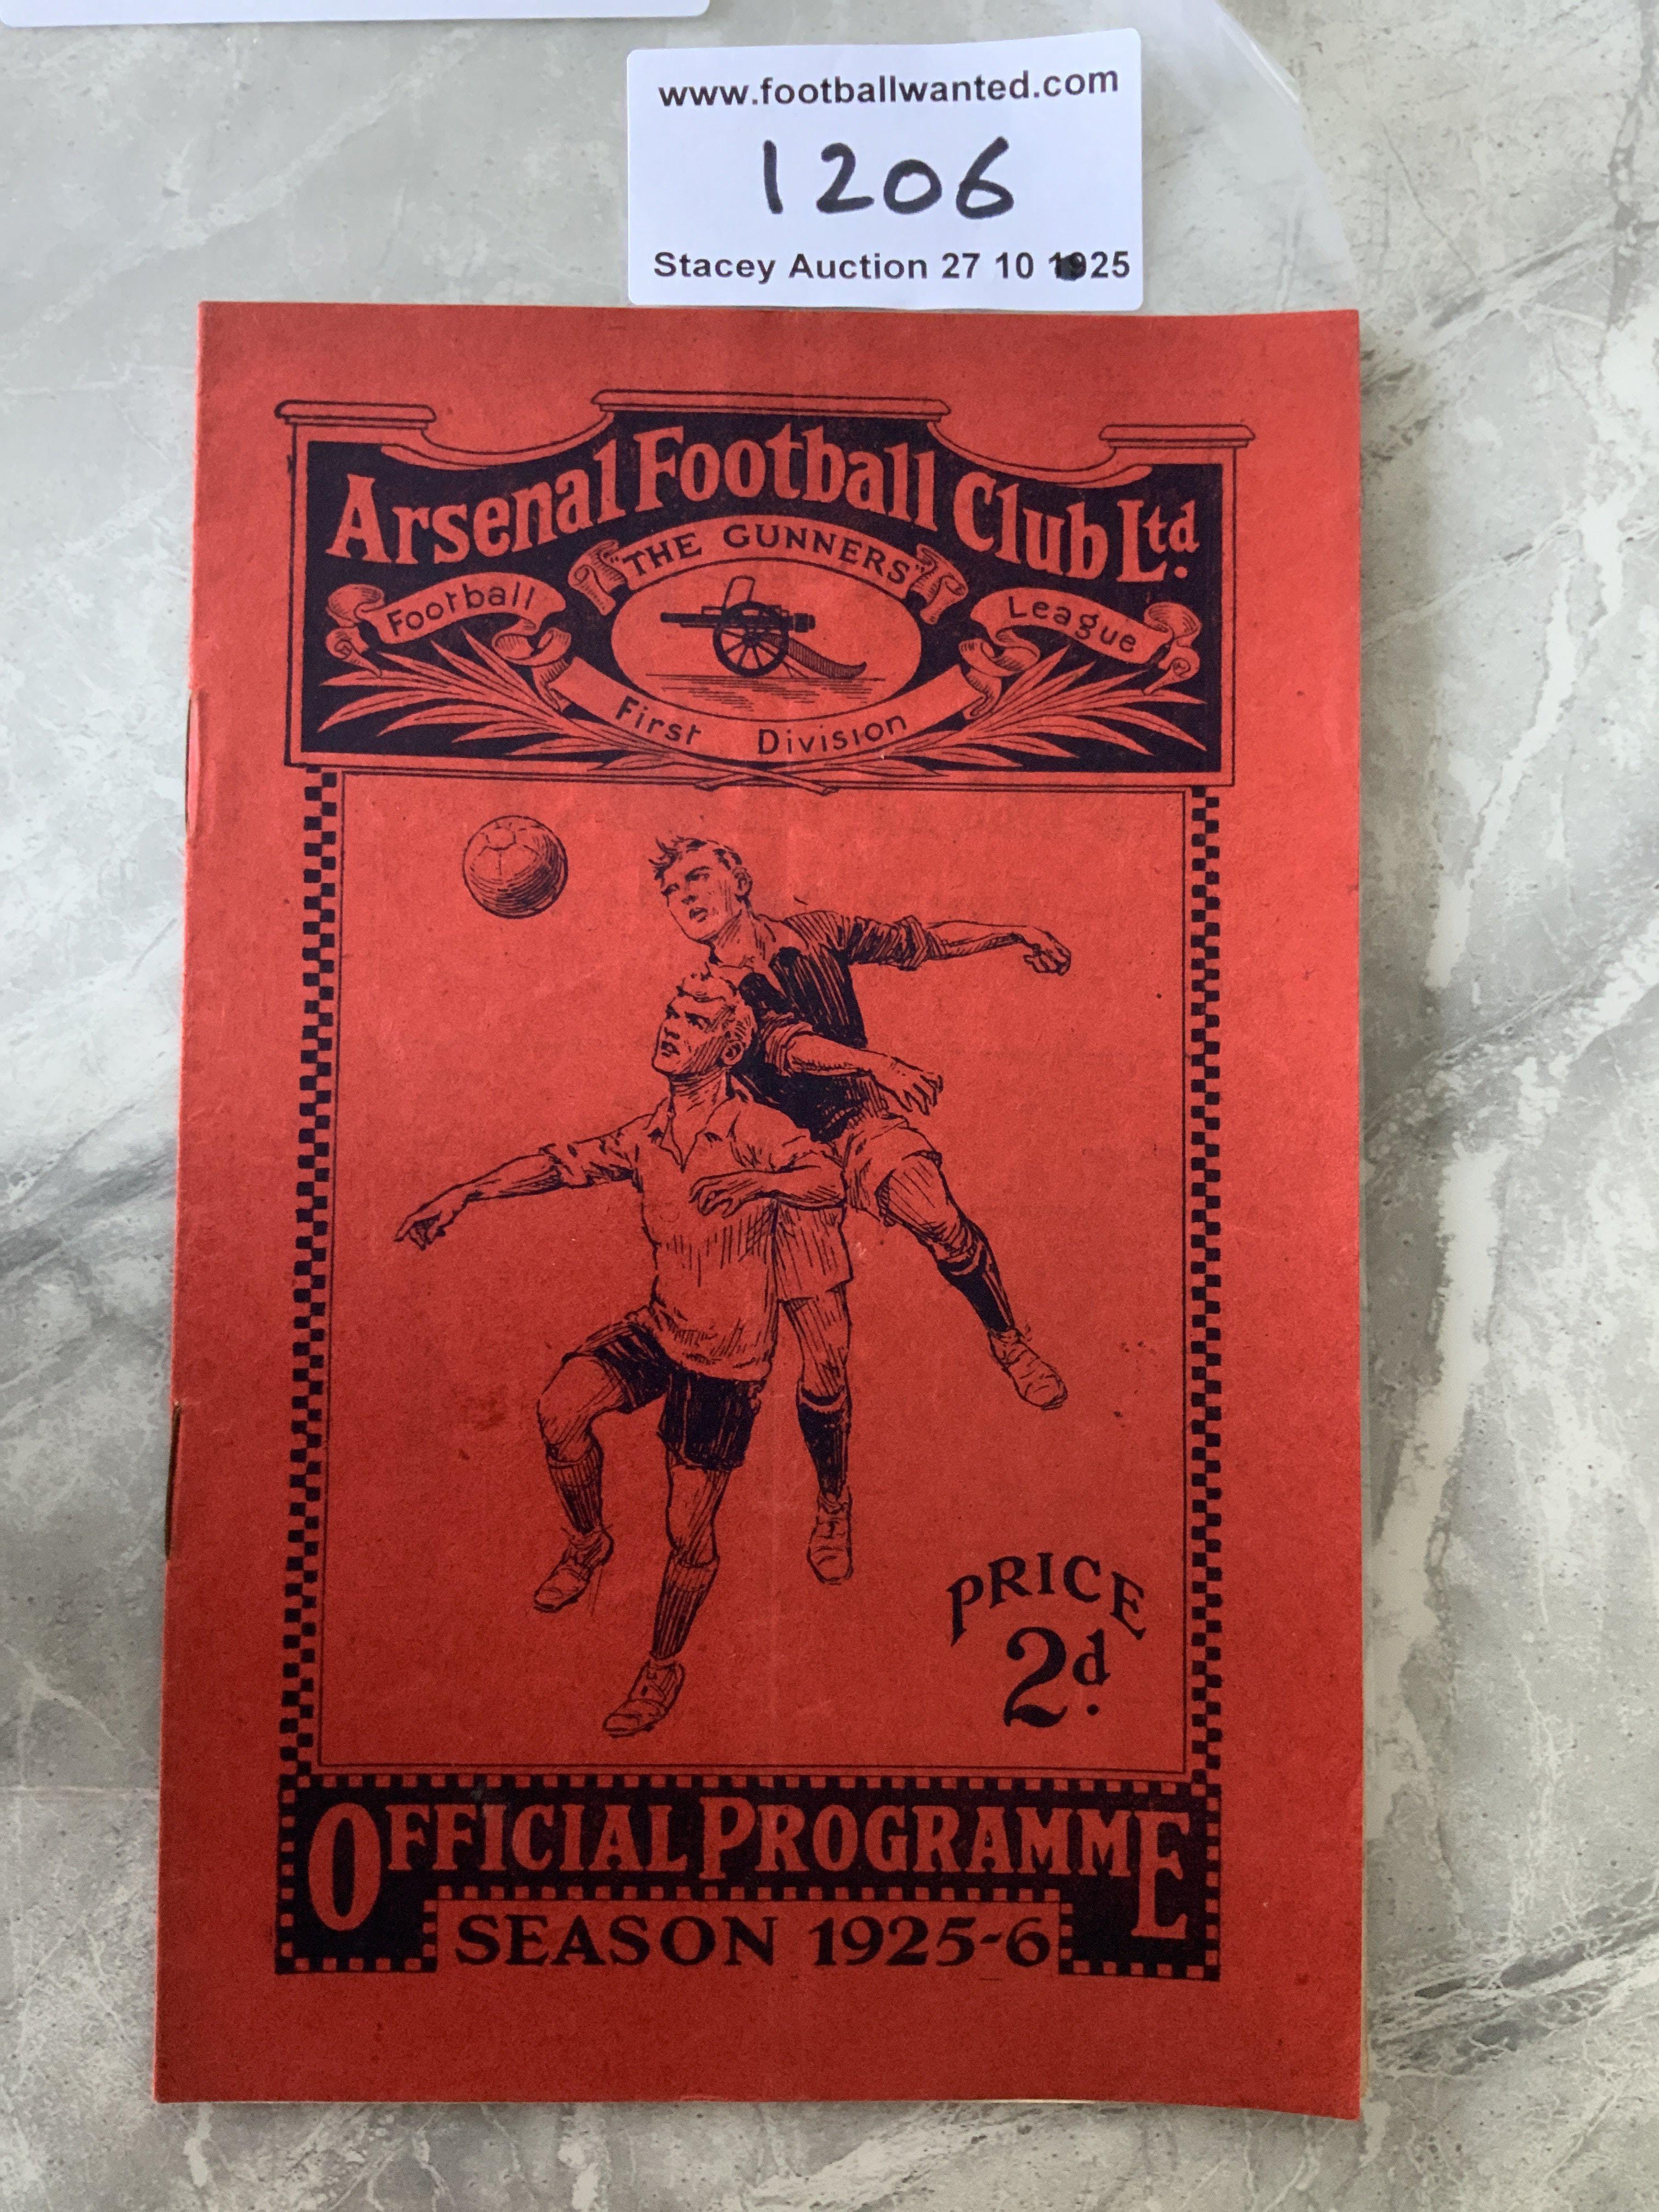 www.footballwanted.com
1206
Stacey Auction 27 10 1925
Arsenal Football Club Ltd.
"THE GUNNERS"
Football League
First Division
PRICE
2d.
OFFICIAL PROGRAMME
SEASON 1925-6